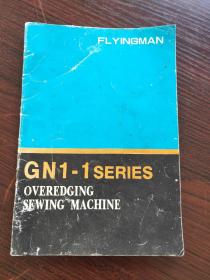 FLYINGMAN
GN1-1 SERIES
OVEREDGING
SEWING MACHINE